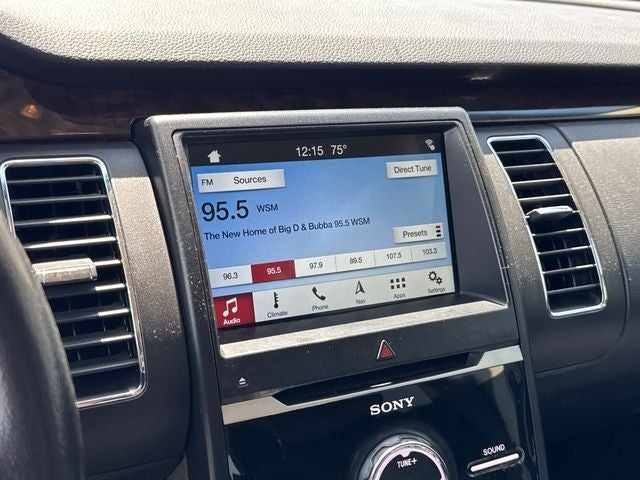 12:15 75°
FM Sources
Direct Tune
95.5 WSM
The New Home of Big D & Bubba 95.5 WSM
Presets
96.3 95.5 97.9 89.5 107.5 103.3
Audio Climate Phone Nav Apps Settings
SONY
SOUND
TUNE+